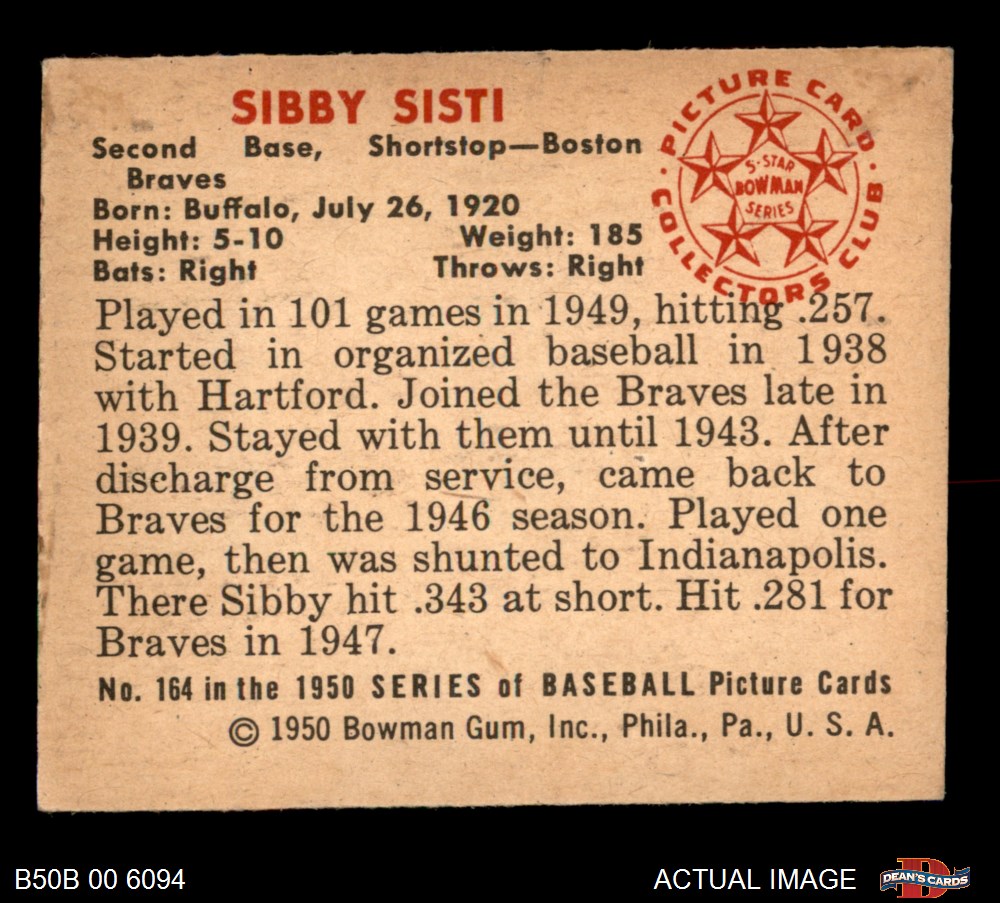 SIBBY SISTI
Second Base, Shortstop—Boston
Braves
Born: Buffalo, July 26, 1920
Height: 5-10 Weight: 185
Bats: Right Throws: Right
PICTURE CARD
COLLECTORS CLUB
5-STAR
BOWMAN
SERIES
Played in 101 games in 1949, hitting .257.
Started in organized baseball in 1938
with Hartford. Joined the Braves late in
1939. Stayed with them until 1943. After
discharge from service, came back to
Braves for the 1946 season. Played one
game, then was shunted to Indianapolis.
There Sibby hit .343 at short. Hit .281 for
Braves in 1947.
No. 164 in the 1950 SERIES of BASEBALL Picture Cards
© 1950 Bowman Gum, Inc., Phila., Pa., U. S. A.
B50B 00 6094
ACTUAL IMAGE
D
DEAN'S CARDS